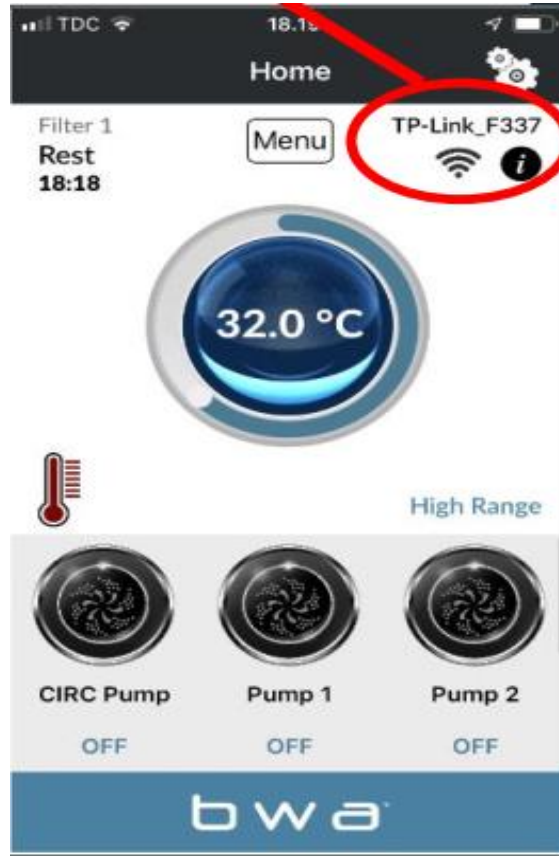 TDC
Home
Filter 1
Rest
18:18
Menu
TP-Link_F337
i
32.0 °C
High Range
CIRC Pump
Pump 1
Pump 2
OFF
OFF
OFF
bwa